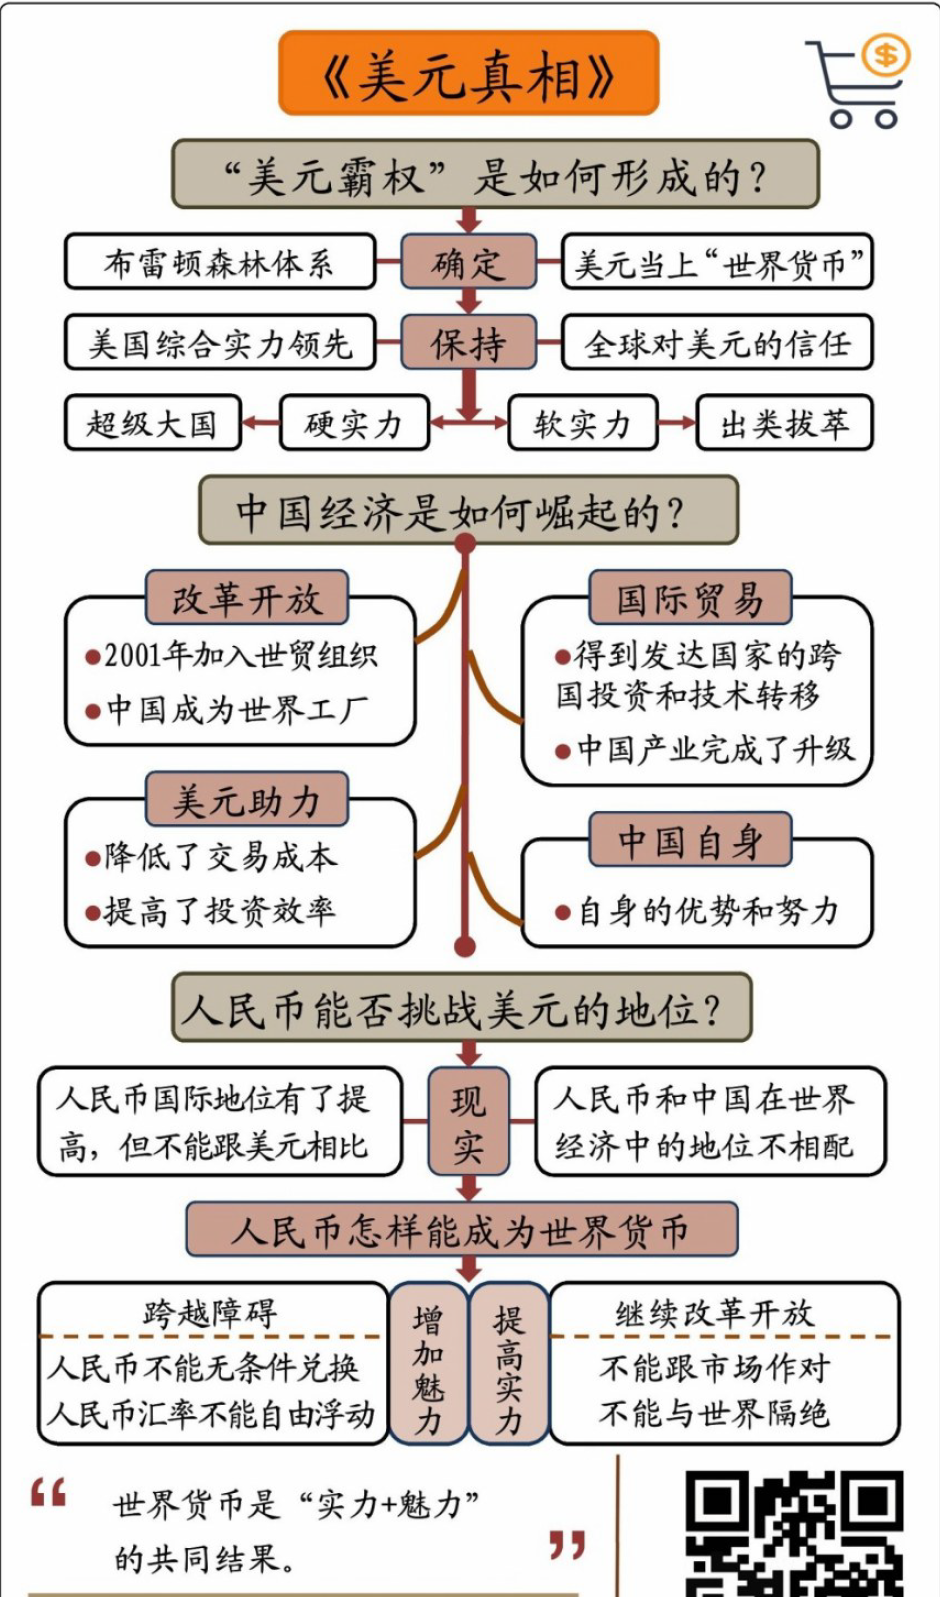 《美元真相》
“美元霸权”是如何形成的？
布雷顿森林体系
确定
美元当上“世界货币”
美国综合实力领先
保持
全球对美元的信任
超级大国
硬实力
软实力
出类拔萃
中国经济是如何崛起的？
改革开放
2001年加入世贸组织
中国成为世界工厂
国际贸易
得到发达国家的跨
国投资和技术转移
中国产业完成了升级
美元助力
降低了交易成本
提高了投资效率
中国自身
自身的优势和努力
人民币能否挑战美元的地位？
人民币国际地位有了提
高，但不能跟美元相比
现
实
人民币和中国在世界
经济中的地位不相配
人民币怎样能成为世界货币
跨越障碍
人民币不能无条件兑换
人民币汇率不能自由浮动
增
加
魅
力
提
高
实
力
继续改革开放
不能跟市场作对
不能与世界隔绝
“世界货币是“实力+魅力”
的共同结果。”